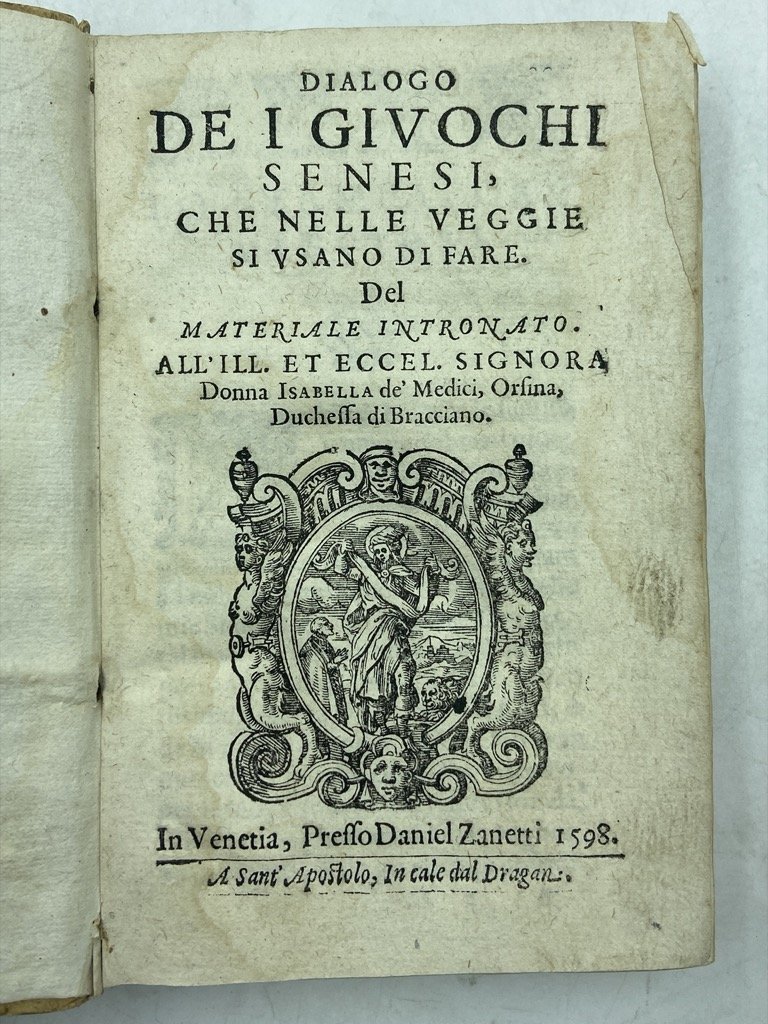 DIALOGO
DE I GIVOCHI
SENESI,
CHE NELLE VEGGIE
SI VSANO DI FARE.
Del
MATERIALE INTRONATO.
ALL'ILL. ET ECCEL. SIGNORA
Donna ISABELLA de' Medici, Orſina,
Ducheſſa di Bracciano.
In Venetia, Preſſo Daniel Zanetti 1598.
A Sant' Apoſtolo, In cale dal Dragan.